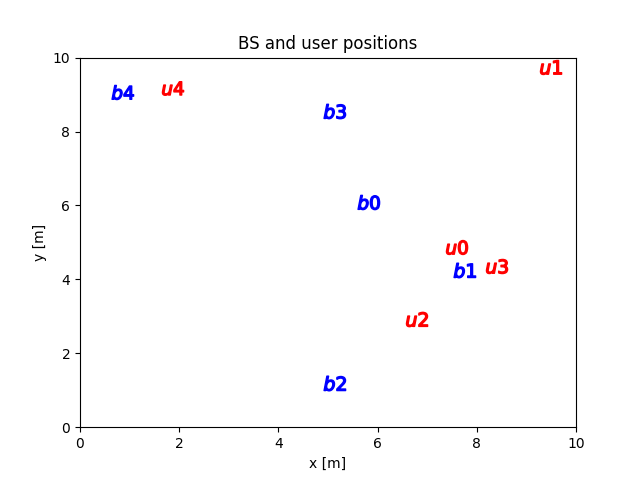 BS and user positions
10
u1
b4
u4
b3
8
b0
6
u0
u3
b1
4
u2
2
b2
0
0 2 4 6 8 10
y [m]
x [m]